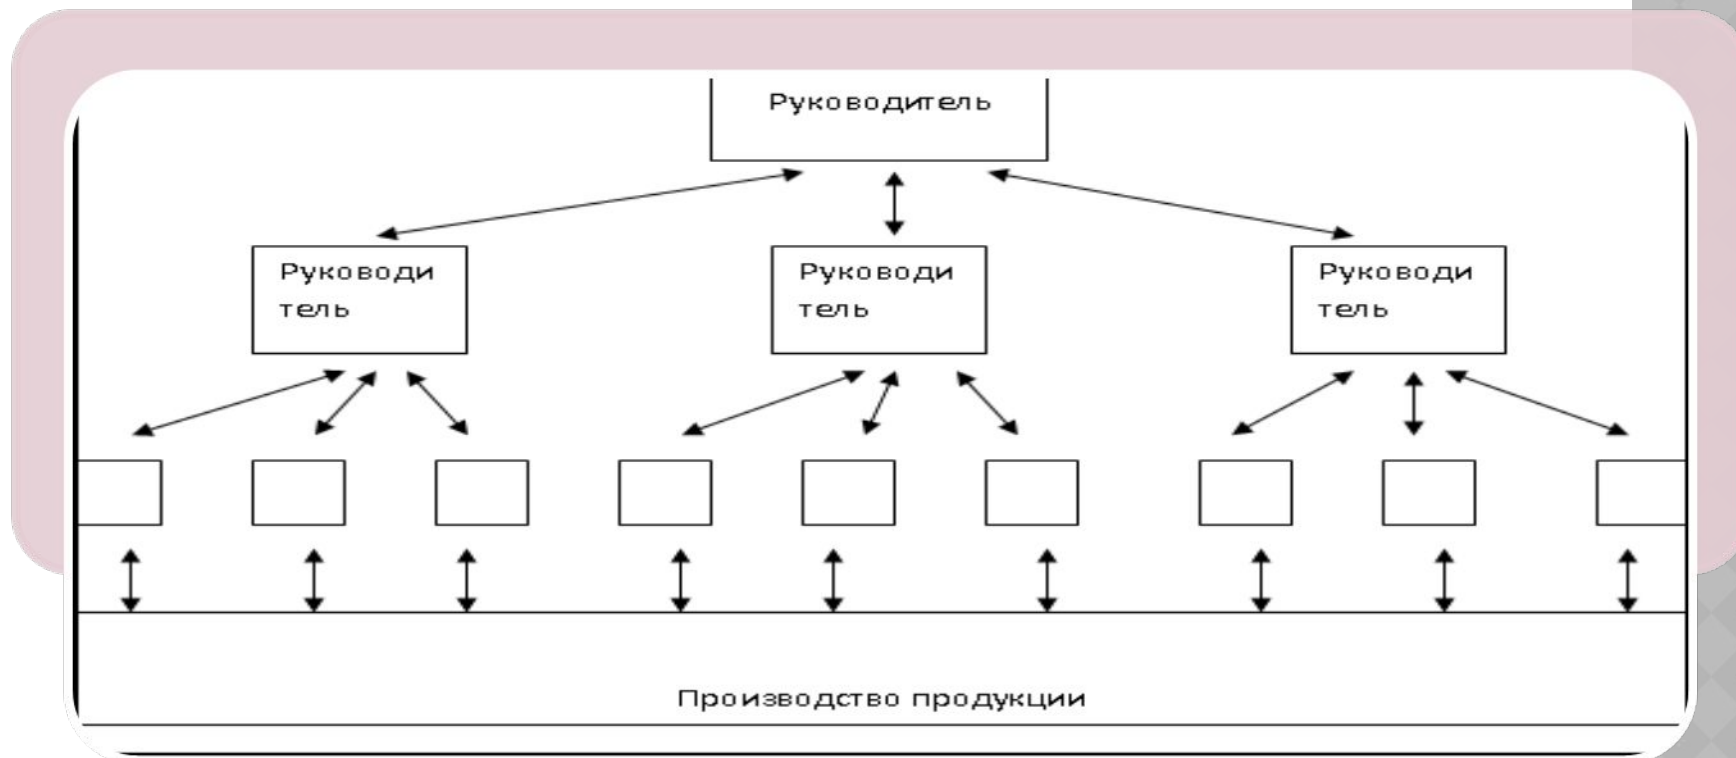 Руководитель
Руководи
тель
Руководи
тель
Руководи
тель
Производство продукции